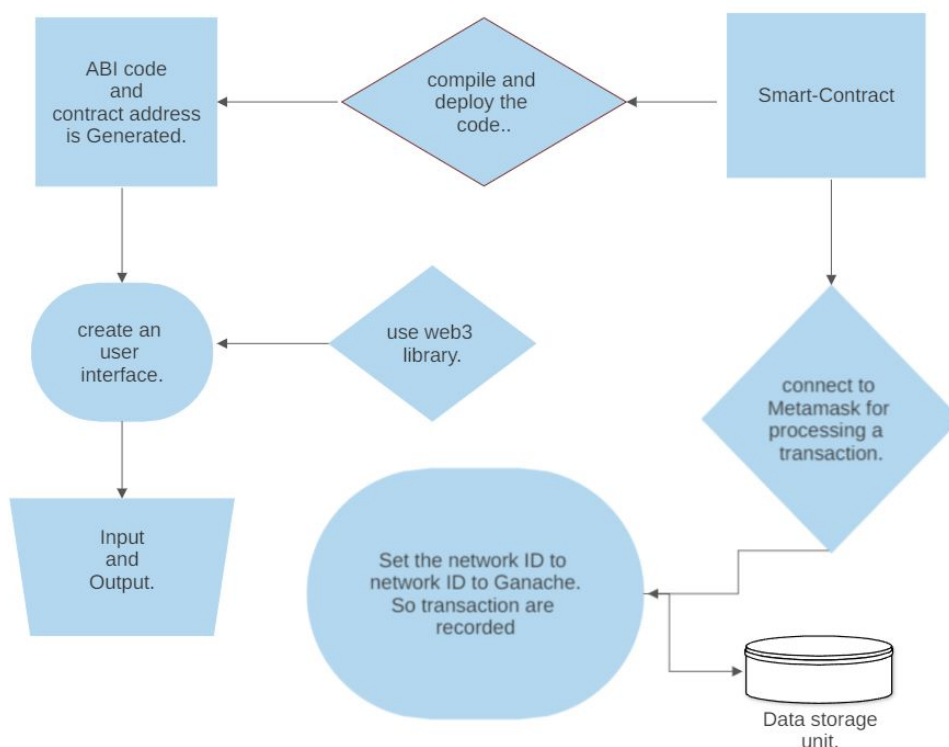 ABI code
and
contract address
is Generated.
compile and
deploy the
code..
Smart-Contract
create an
user
interface.
use web3
library.
connect to
Metamask for
processing a
transaction.
Input
and
Output.
Set the network ID to
network ID to Ganache.
So transaction are
recorded
Data storage
unit.